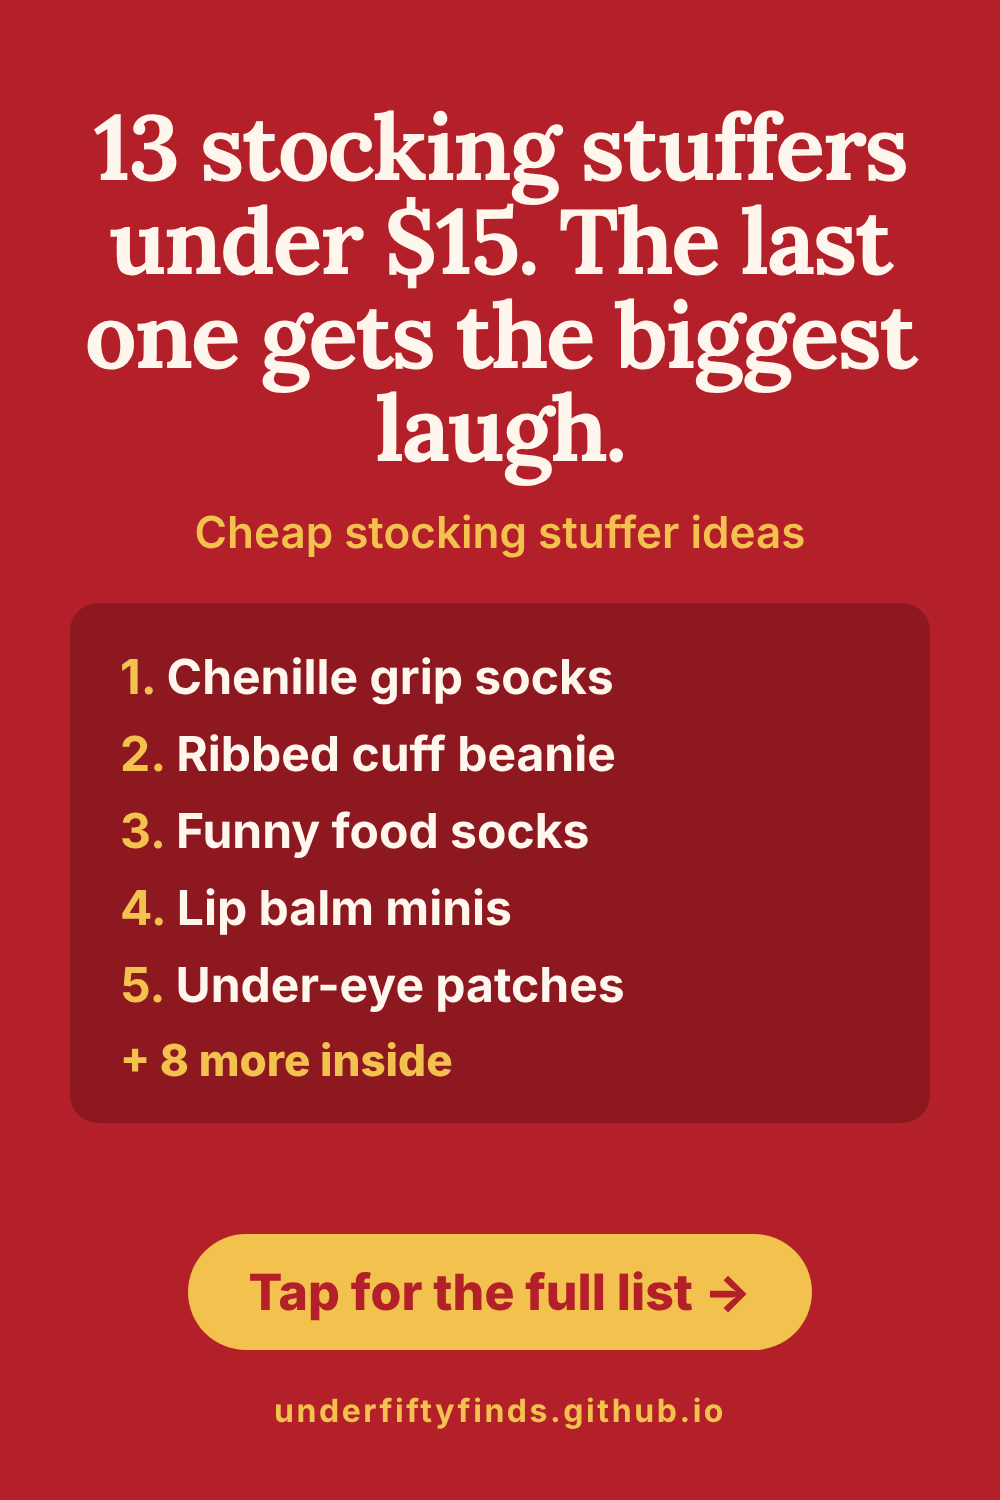 13 stocking stuffers
under $15. The last
one gets the biggest
laugh.
Cheap stocking stuffer ideas
1. Chenille grip socks
2. Ribbed cuff beanie
3. Funny food socks
4. Lip balm minis
5. Under-eye patches
+ 8 more inside
Tap for the full list →
underfiftyfinds.github.io